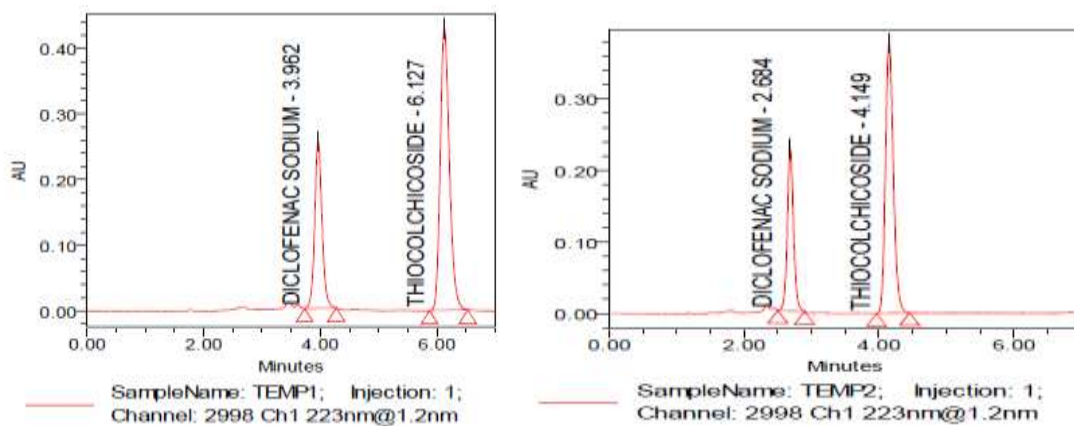 0.40
0.30
0.20
0.10
0.00
AU
DICLOFENAC SODIUM - 3.962
THIOCOLCHICOSIDE - 6.127
0.00 2.00 4.00 6.00
Minutes
SampleName: TEMP1; Injection: 1;
Channel: 2998 Ch1 223nm@1.2nm
0.30
0.20
0.10
0.00
AU
DICLOFENAC SODIUM - 2.684
THIOCOLCHICOSIDE - 4.149
0.00 2.00 4.00 6.00
Minutes
SampleName: TEMP2; Injection: 1;
Channel: 2998 Ch1 223nm@1.2nm